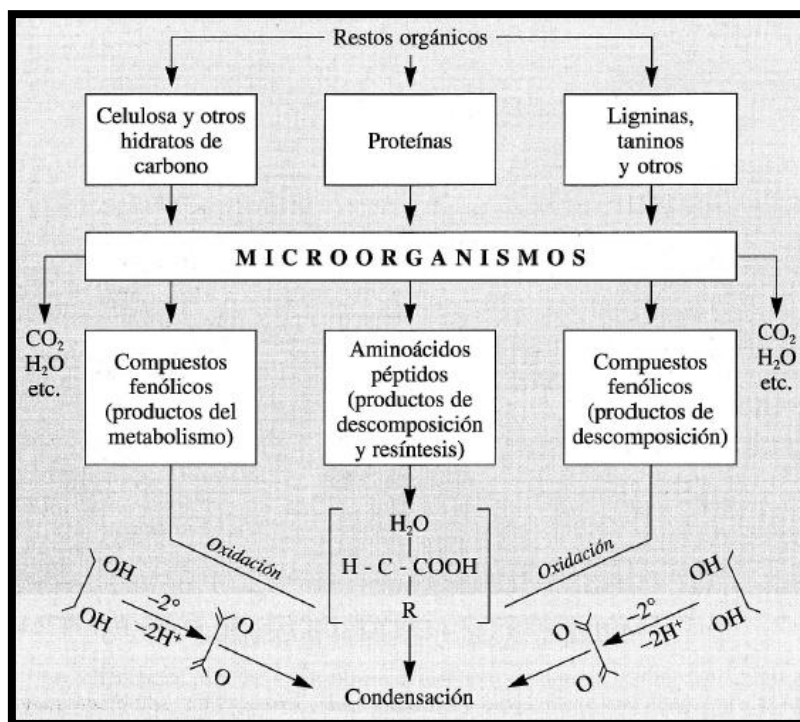 Restos orgánicos
Celulosa y otros
hidratos de
carbono
Proteínas
Ligninas,
taninos
y otros
MICROORGANISMOS
CO₂
H₂O
etc.
Compuestos
fenólicos
(productos del
metabolismo)
Aminoácidos
péptidos
(productos de
descomposición
y resíntesis)
Compuestos
fenólicos
(productos de
descomposición)
CO₂
H₂O
etc.
Oxidación
H₂O
H - C - COOH
R
Oxidación
OH
OH
−2°
−2H⁺
O
O
OH
OH
−2°
−2H⁺
O
O
Condensación